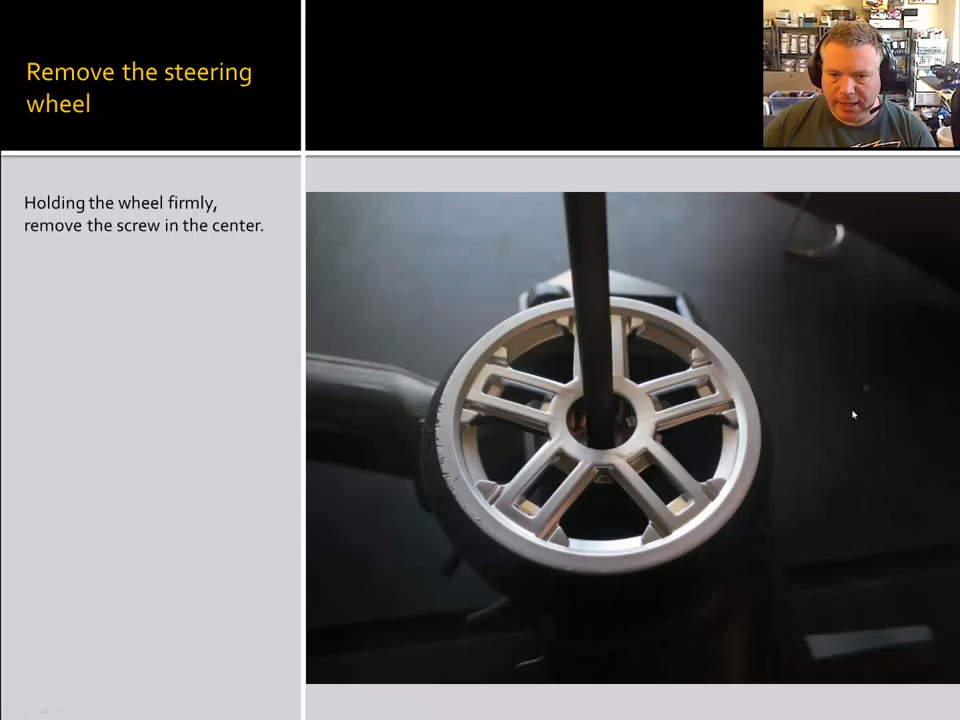 Remove the steering
wheel
Holding the wheel firmly,
remove the screw in the center.